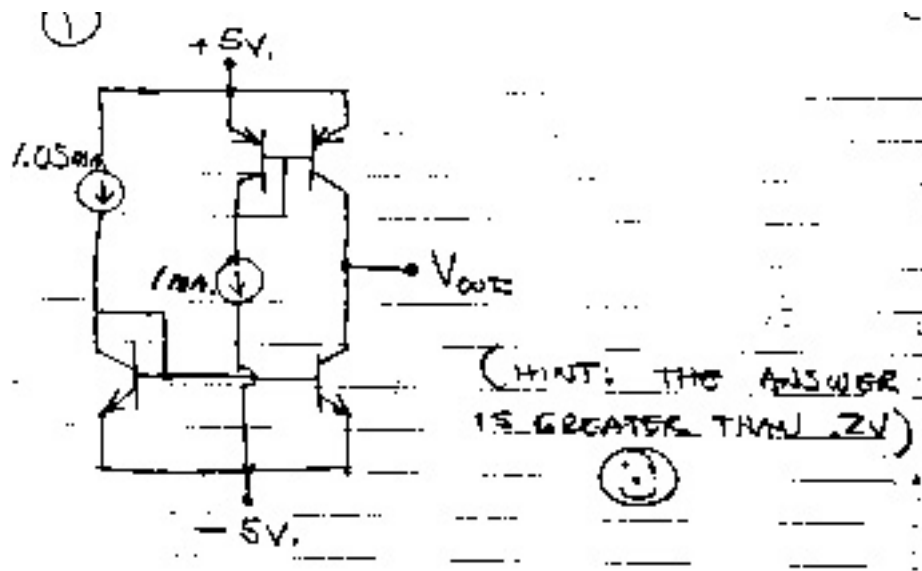 1
+ 5V.
1.05mA.
1mA.
VOUT
(HINT: THE ANSWER
IS GREATER THAN .2V)
- 5V.